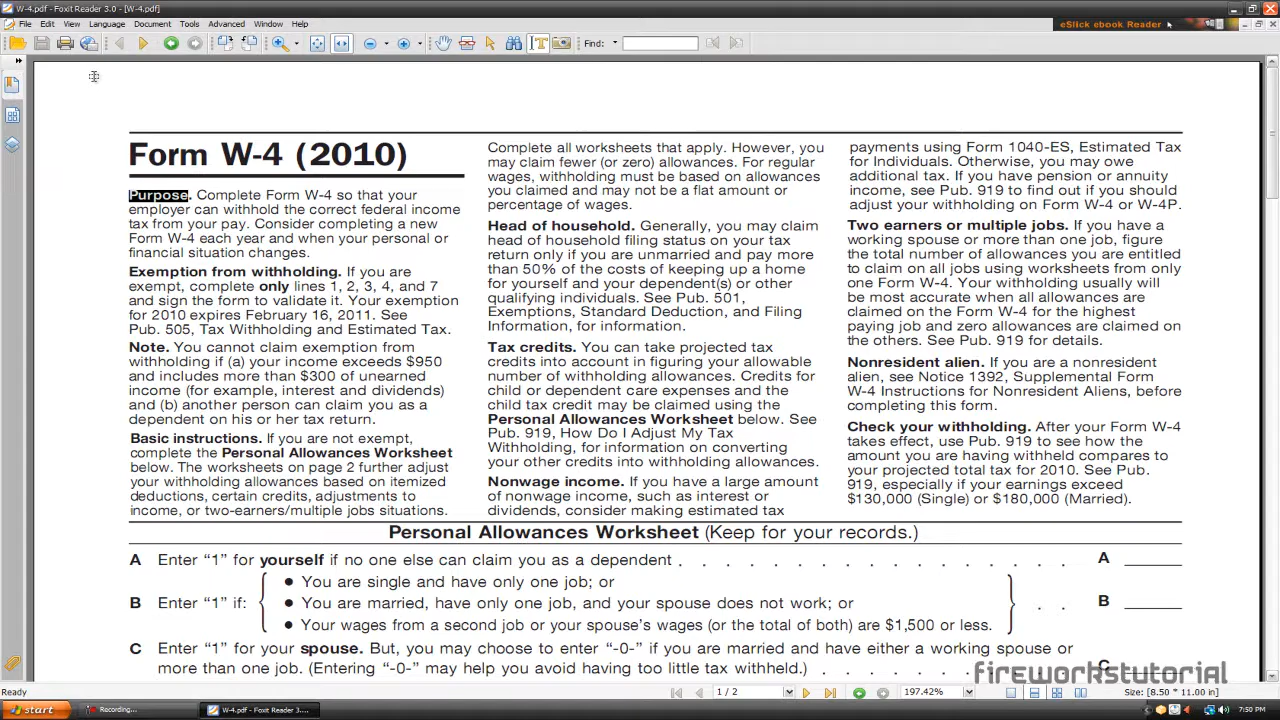 W-4.pdf - Foxit Reader 3.0 - [W-4.pdf]
File Edit View Language Document Tools Advanced Window Help
eSlick ebook Reader
Find:
Form W-4 (2010)
Purpose. Complete Form W-4 so that your
employer can withhold the correct federal income
tax from your pay. Consider completing a new
Form W-4 each year and when your personal or
financial situation changes.
Exemption from withholding. If you are
exempt, complete only lines 1, 2, 3, 4, and 7
and sign the form to validate it. Your exemption
for 2010 expires February 16, 2011. See
Pub. 505, Tax Withholding and Estimated Tax.
Note. You cannot claim exemption from
withholding if (a) your income exceeds $950
and includes more than $300 of unearned
income (for example, interest and dividends)
and (b) another person can claim you as a
dependent on his or her tax return.
Basic instructions. If you are not exempt,
complete the Personal Allowances Worksheet
below. The worksheets on page 2 further adjust
your withholding allowances based on itemized
deductions, certain credits, adjustments to
income, or two-earners/multiple jobs situations.
Complete all worksheets that apply. However, you
may claim fewer (or zero) allowances. For regular
wages, withholding must be based on allowances
you claimed and may not be a flat amount or
percentage of wages.
Head of household. Generally, you may claim
head of household filing status on your tax
return only if you are unmarried and pay more
than 50% of the costs of keeping up a home
for yourself and your dependent(s) or other
qualifying individuals. See Pub. 501,
Exemptions, Standard Deduction, and Filing
Information, for information.
Tax credits. You can take projected tax
credits into account in figuring your allowable
number of withholding allowances. Credits for
child or dependent care expenses and the
child tax credit may be claimed using the
Personal Allowances Worksheet below. See
Pub. 919, How Do I Adjust My Tax
Withholding, for information on converting
your other credits into withholding allowances.
Nonwage income. If you have a large amount
of nonwage income, such as interest or
dividends, consider making estimated tax
payments using Form 1040-ES, Estimated Tax
for Individuals. Otherwise, you may owe
additional tax. If you have pension or annuity
income, see Pub. 919 to find out if you should
adjust your withholding on Form W-4 or W-4P.
Two earners or multiple jobs. If you have a
working spouse or more than one job, figure
the total number of allowances you are entitled
to claim on all jobs using worksheets from only
one Form W-4. Your withholding usually will
be most accurate when all allowances are
claimed on the Form W-4 for the highest
paying job and zero allowances are claimed on
the others. See Pub. 919 for details.
Nonresident alien. If you are a nonresident
alien, see Notice 1392, Supplemental Form
W-4 Instructions for Nonresident Aliens, before
completing this form.
Check your withholding. After your Form W-4
takes effect, use Pub. 919 to see how the
amount you are having withheld compares to
your projected total tax for 2010. See Pub.
919, especially if your earnings exceed
$130,000 (Single) or $180,000 (Married).
Personal Allowances Worksheet (Keep for your records.)
A Enter “1” for yourself if no one else can claim you as a dependent . . . . . . . . . . . . . . . . . A
● You are single and have only one job; or
B Enter “1” if: ● You are married, have only one job, and your spouse does not work; or . . B
● Your wages from a second job or your spouse’s wages (or the total of both) are $1,500 or less.
C Enter “1” for your spouse. But, you may choose to enter “-0-” if you are married and have either a working spouse or
more than one job. (Entering “-0-” may help you avoid having too little tax withheld.) . . . . . . . . . . . C
fireworkstutorial
Ready 1 / 2 197.42% Size: [8.50 * 11.00 in]
start Recording... W-4.pdf - Foxit Reader 3.... 7:50 PM